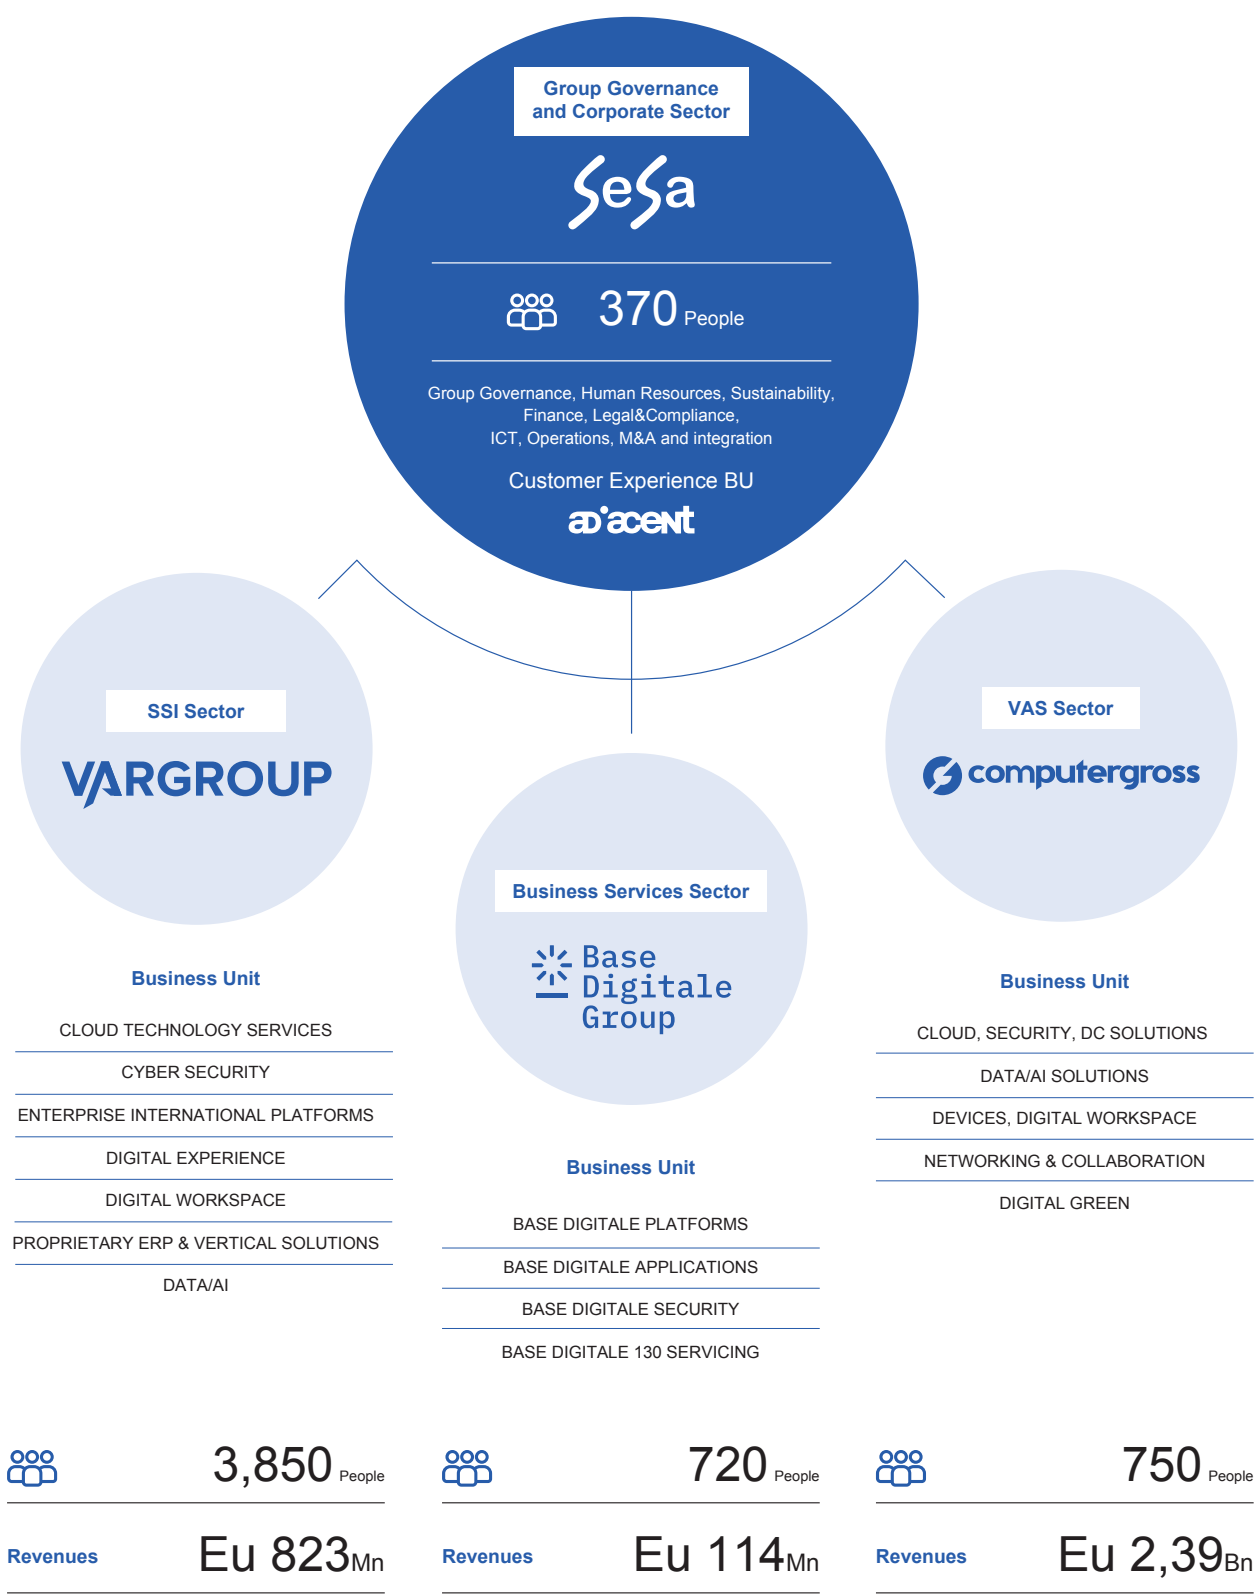 Group Governance
and Corporate Sector
SeSa
370 People
Group Governance, Human Resources, Sustainability,
Finance, Legal&Compliance,
ICT, Operations, M&A and integration
Customer Experience BU
adiacent
SSI Sector
VARGROUP
Business Unit
CLOUD TECHNOLOGY SERVICES
CYBER SECURITY
ENTERPRISE INTERNATIONAL PLATFORMS
DIGITAL EXPERIENCE
DIGITAL WORKSPACE
PROPRIETARY ERP & VERTICAL SOLUTIONS
DATA/AI
3,850 People
Revenues Eu 823Mn
Business Services Sector
Base
Digitale
Group
Business Unit
BASE DIGITALE PLATFORMS
BASE DIGITALE APPLICATIONS
BASE DIGITALE SECURITY
BASE DIGITALE 130 SERVICING
720 People
Revenues Eu 114Mn
VAS Sector
computergross
Business Unit
CLOUD, SECURITY, DC SOLUTIONS
DATA/AI SOLUTIONS
DEVICES, DIGITAL WORKSPACE
NETWORKING & COLLABORATION
DIGITAL GREEN
750 People
Revenues Eu 2,39Bn